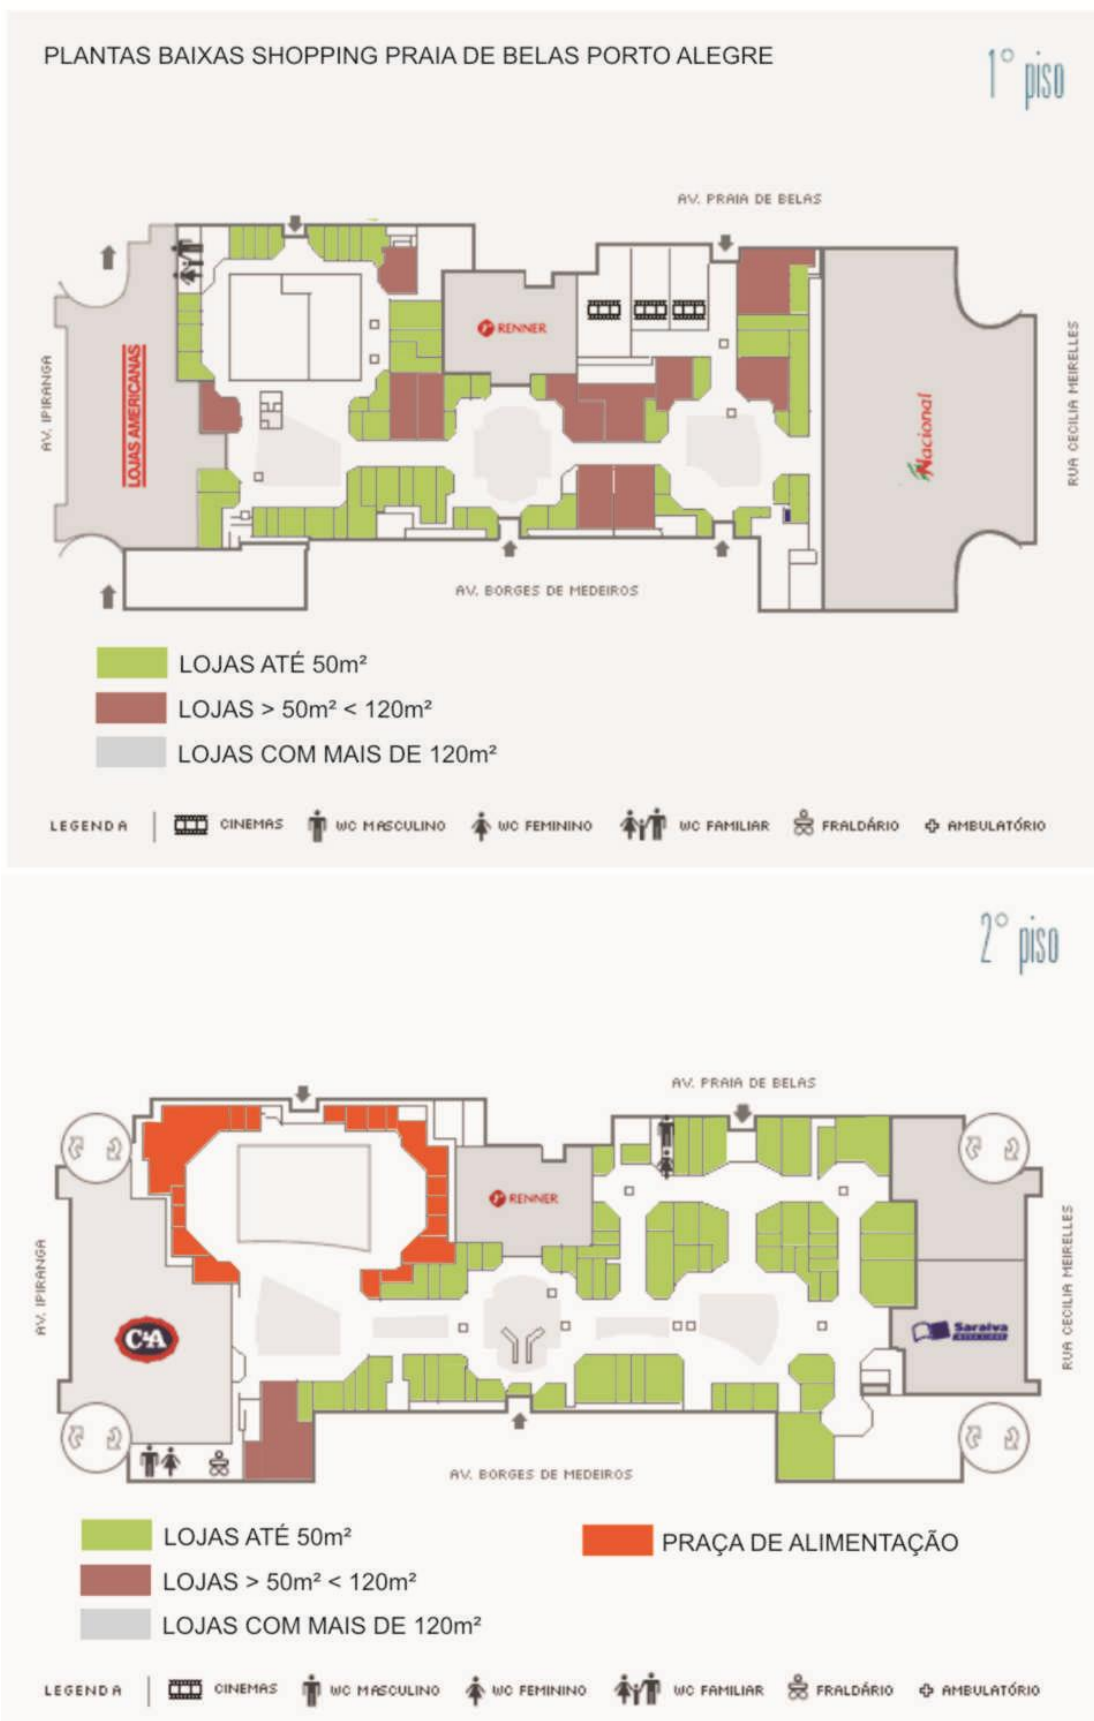 PLANTAS BAIXAS SHOPPING PRAIA DE BELAS PORTO ALEGRE
1° piso
AV. PRAIA DE BELAS
RENNER
AV. IPIRANGA
LOJAS AMERICANAS
Nacional
RUA CECILIA MEIRELLES
AV. BORGES DE MEDEIROS
LOJAS ATÉ 50m²
LOJAS > 50m² < 120m²
LOJAS COM MAIS DE 120m²
LEGENDA CINEMAS WC MASCULINO WC FEMININO WC FAMILIAR FRALDÁRIO AMBULATÓRIO
2° piso
AV. PRAIA DE BELAS
RENNER
AV. IPIRANGA
C&A
Saraiva
RUA CECILIA MEIRELLES
AV. BORGES DE MEDEIROS
LOJAS ATÉ 50m² PRAÇA DE ALIMENTAÇÃO
LOJAS > 50m² < 120m²
LOJAS COM MAIS DE 120m²
LEGENDA CINEMAS WC MASCULINO WC FEMININO WC FAMILIAR FRALDÁRIO AMBULATÓRIO